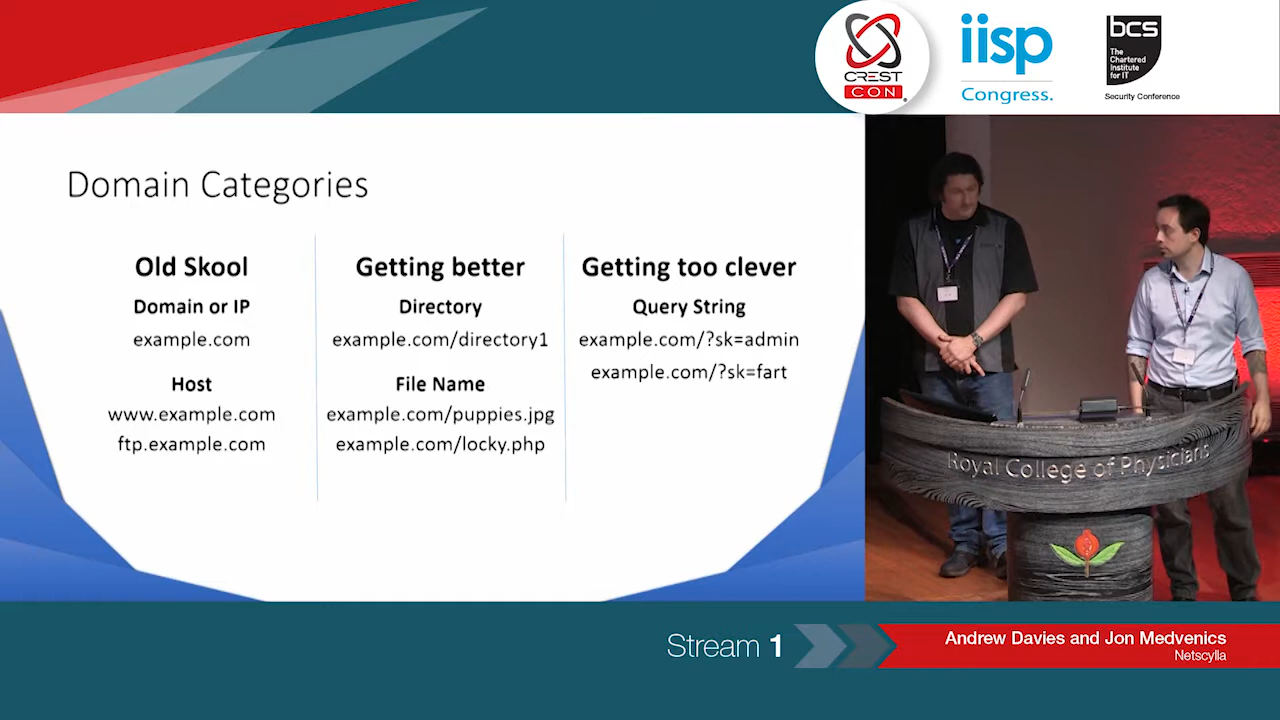 CREST
CON
iisp
Congress.
bcs
The
Chartered
Institute
for IT
Security Conference
Domain Categories
Old Skool
Domain or IP
example.com
Host
www.example.com
ftp.example.com
Getting better
Directory
example.com/directory1
File Name
example.com/puppies.jpg
example.com/locky.php
Getting too clever
Query String
example.com/?sk=admin
example.com/?sk=fart
Royal College of Physicians
Stream 1
Andrew Davies and Jon Medvenics
Netscylla